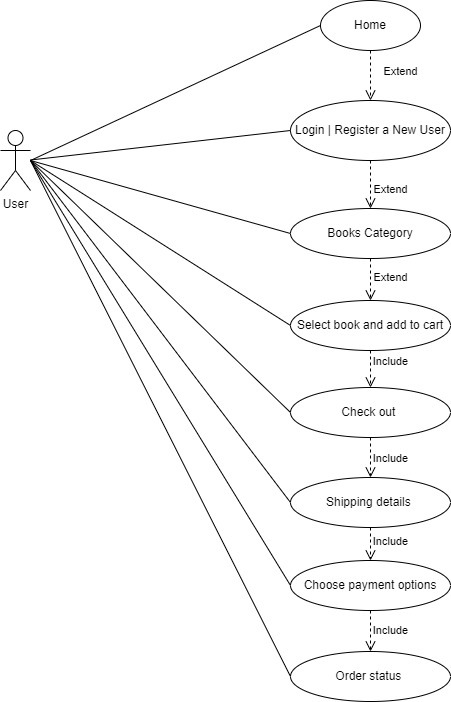 Home
Extend
Login | Register a New User
Extend
User
Books Category
Extend
Select book and add to cart
Include
Check out
Include
Shipping details
Include
Choose payment options
Include
Order status